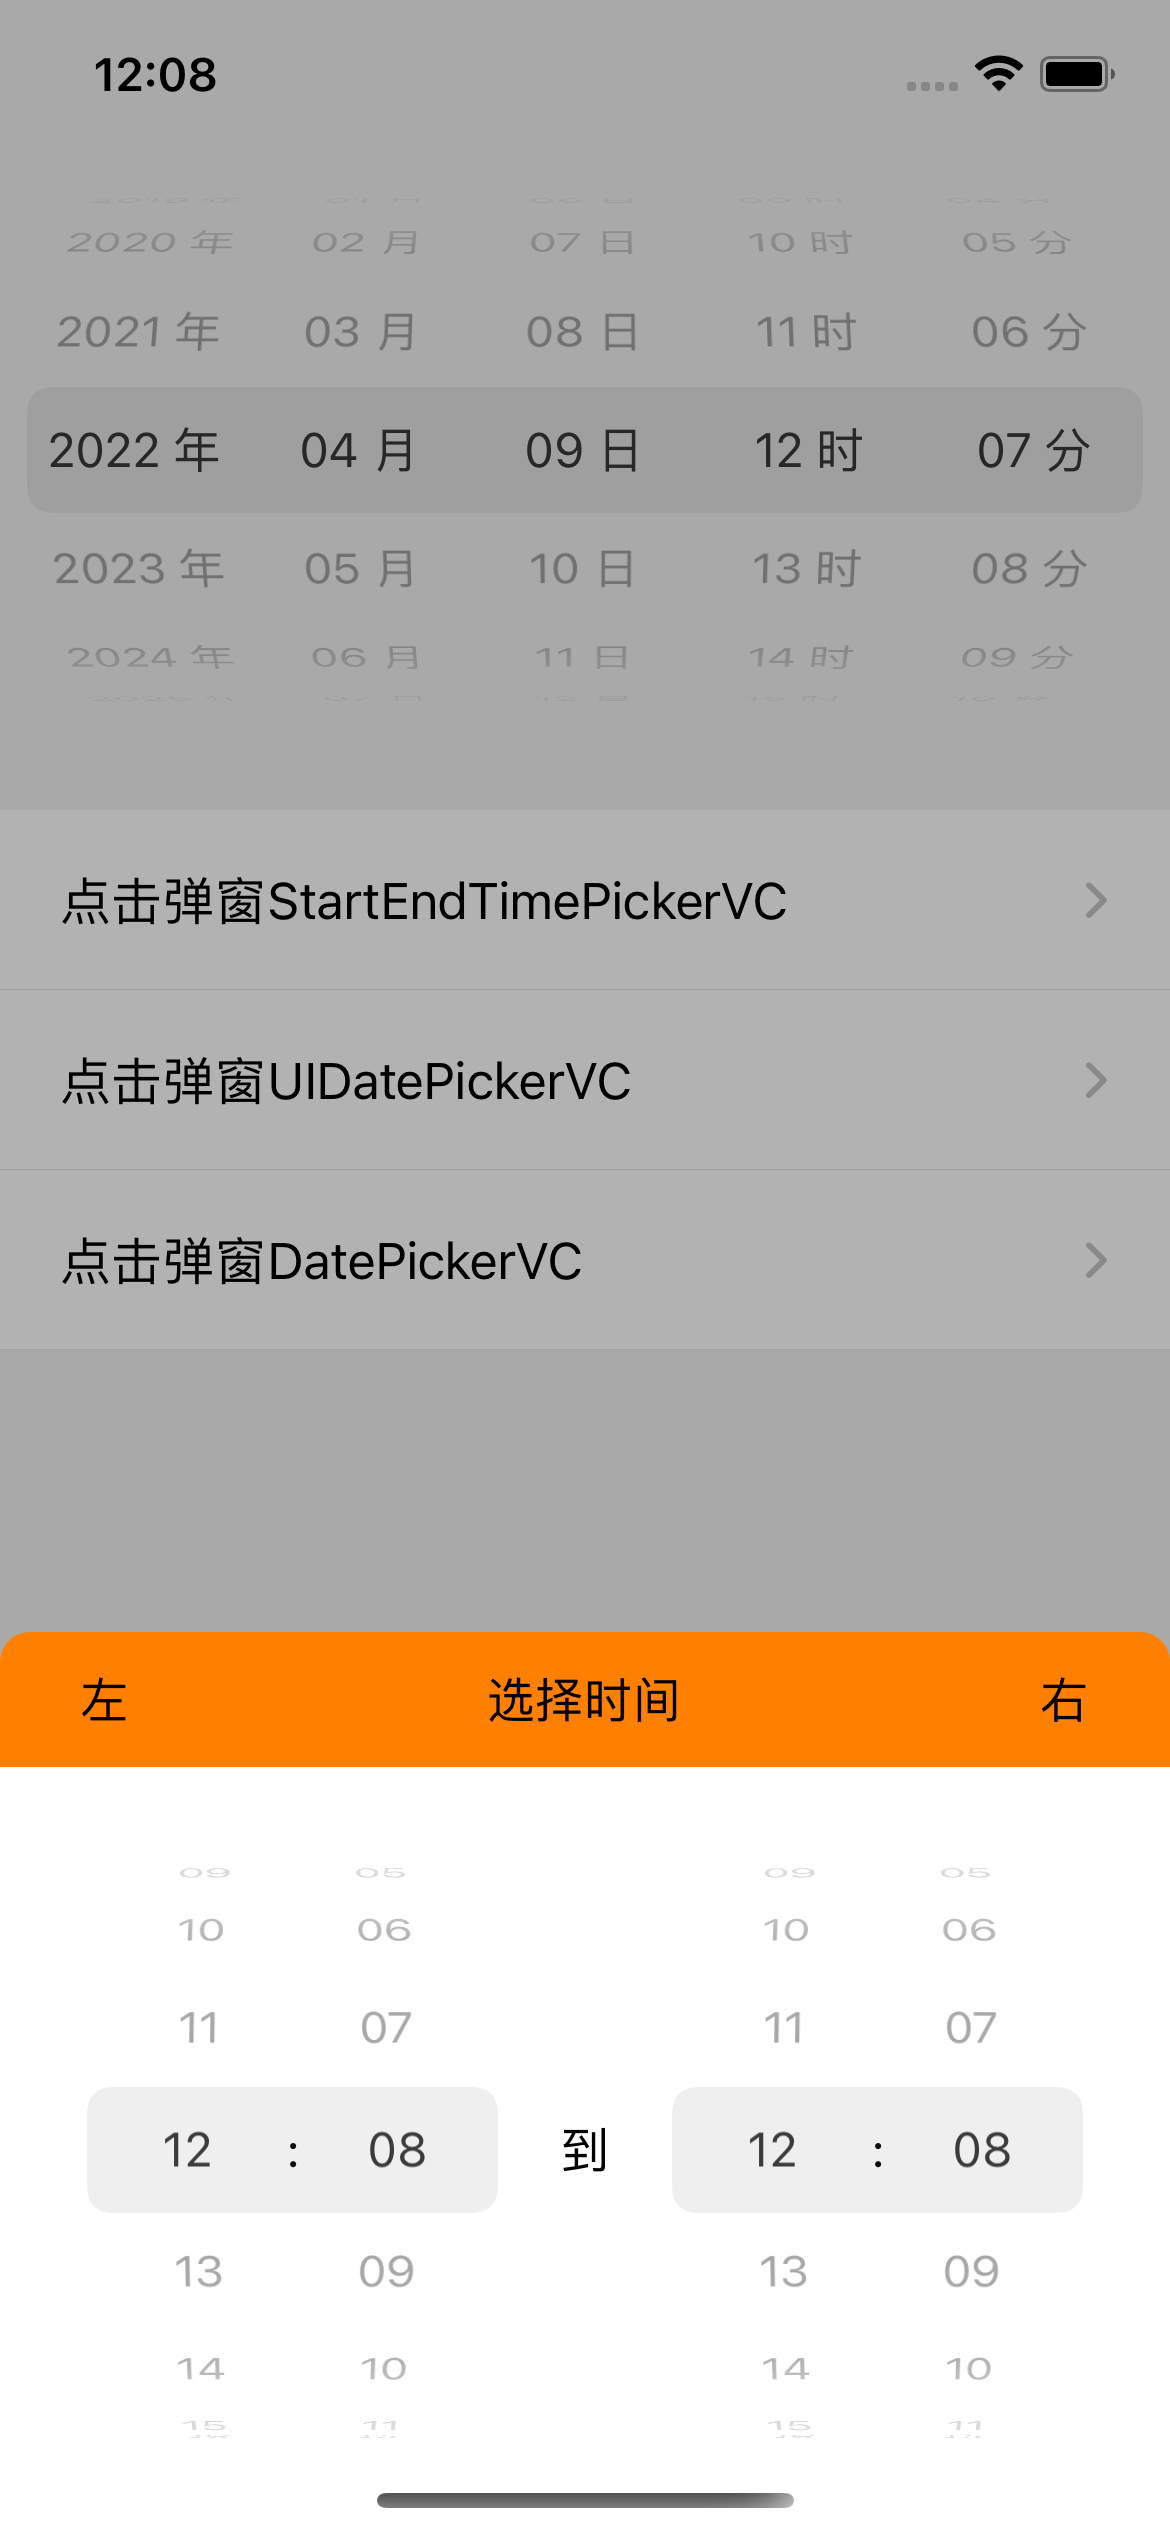 12:08
2020 年 02 月 07 日 10 时 05 分
2021 年 03 月 08 日 11 时 06 分
2022 年 04 月 09 日 12 时 07 分
2023 年 05 月 10 日 13 时 08 分
2024 年 06 月 11 日 14 时 09 分
点击弹窗StartEndTimePickerVC
点击弹窗UIDatePickerVC
点击弹窗DatePickerVC
左 选择时间 右
09 05 09 05
10 06 10 06
11 07 11 07
12 : 08 到 12 : 08
13 09 13 09
14 10 14 10
15 11 15 11